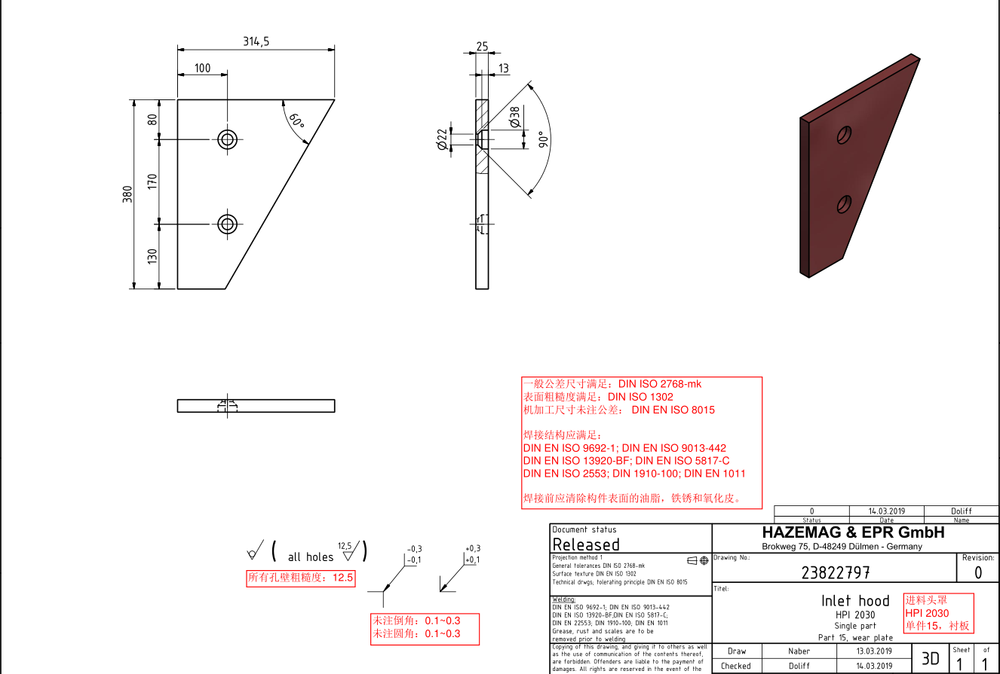 314,5
100
80
170
130
380
60°
25
13
Ø38
Ø22
90°
一般公差尺寸满足：DIN ISO 2768-mk
表面粗糙度满足：DIN ISO 1302
机加工尺寸未注公差： DIN EN ISO 8015
焊接结构应满足：
DIN EN ISO 9692-1; DIN EN ISO 9013-442
DIN EN ISO 13920-BF; DIN EN ISO 5817-C
DIN EN ISO 2553; DIN 1910-100; DIN EN 1011
焊接前应清除构件表面的油脂，铁锈和氧化皮。
( all holes 12,5 )
所有孔壁粗糙度：12.5
-0,3
-0,1
+0,3
+0,1
未注倒角：0.1~0.3
未注圆角：0.1~0.3
0 14.03.2019 Doliff
Status Date Name
Document status
Released
HAZEMAG & EPR GmbH
Brokweg 75, D-48249 Dülmen - Germany
Projection method 1
General tolerances DIN ISO 2768-mk
Surface texture DIN EN ISO 1302
Technical drwgs; tolerating principle DIN EN ISO 8015
Drawing No.:
23822797
Revision:
0
Welding:
DIN EN ISO 9692-1; DIN EN ISO 9013-442
DIN EN ISO 13920-BF;DIN EN ISO 5817-C;
DIN EN 22553; DIN 1910-100; DIN EN 1011
Grease, rust and scales are to be
removed prior to welding
Titel:
Inlet hood
HPI 2030
Single part
Part 15, wear plate
进料头罩
HPI 2030
单件15，衬板
Copying of this drawing, and giving it to others as well
as the use of communication of the contents thereof,
are forbidden. Offenders are liable to the payment of
damages. All rights are reserved in the event of the
Draw Naber 13.03.2019
Checked Doliff 14.03.2019
3D
Sheet of
1 1